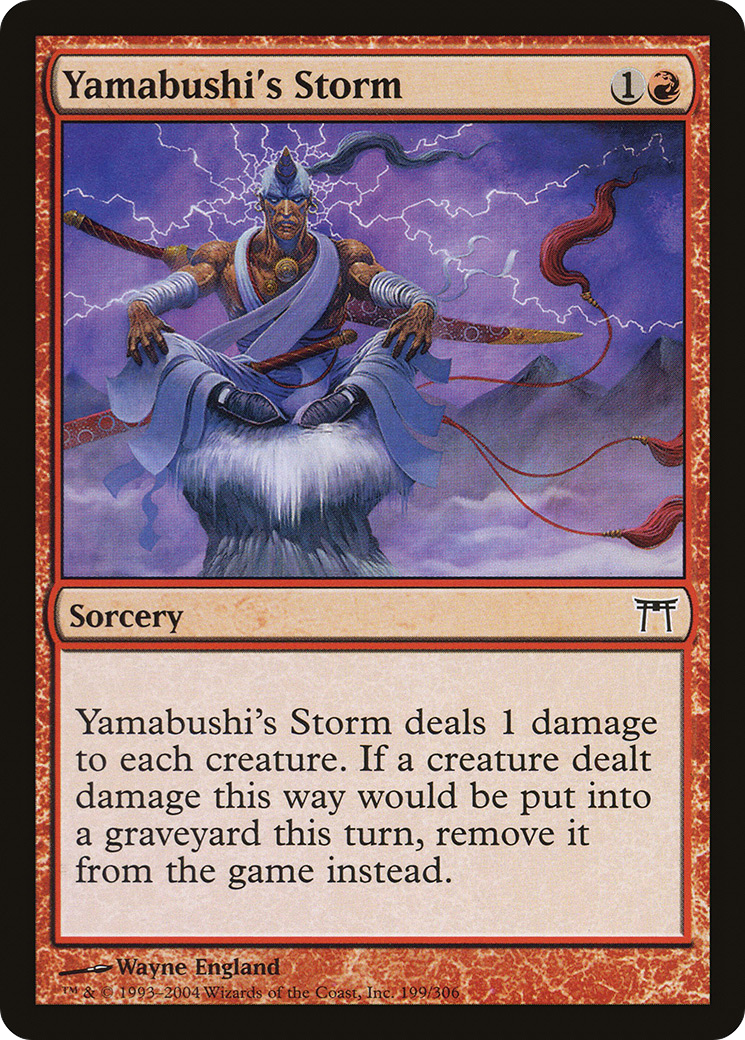 Yamabushi's Storm 1
Sorcery
Yamabushi's Storm deals 1 damage
to each creature. If a creature dealt
damage this way would be put into
a graveyard this turn, remove it
from the game instead.
Wayne England
™ & © 1993–2004 Wizards of the Coast, Inc. 199/306